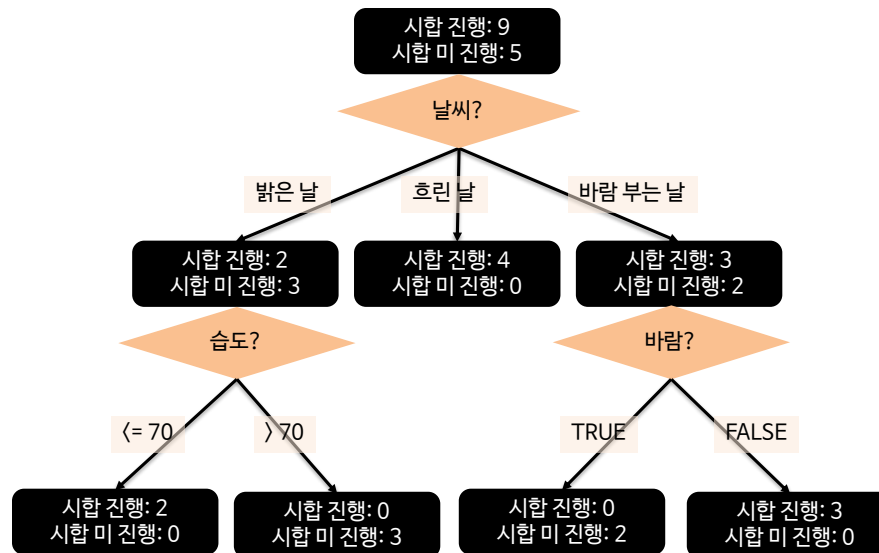 시합 진행: 9
시합 미 진행: 5
날씨?
밝은 날
흐린 날
바람 부는 날
시합 진행: 2
시합 미 진행: 3
시합 진행: 4
시합 미 진행: 0
시합 진행: 3
시합 미 진행: 2
습도?
바람?
<= 70
> 70
TRUE
FALSE
시합 진행: 2
시합 미 진행: 0
시합 진행: 0
시합 미 진행: 3
시합 진행: 0
시합 미 진행: 2
시합 진행: 3
시합 미 진행: 0